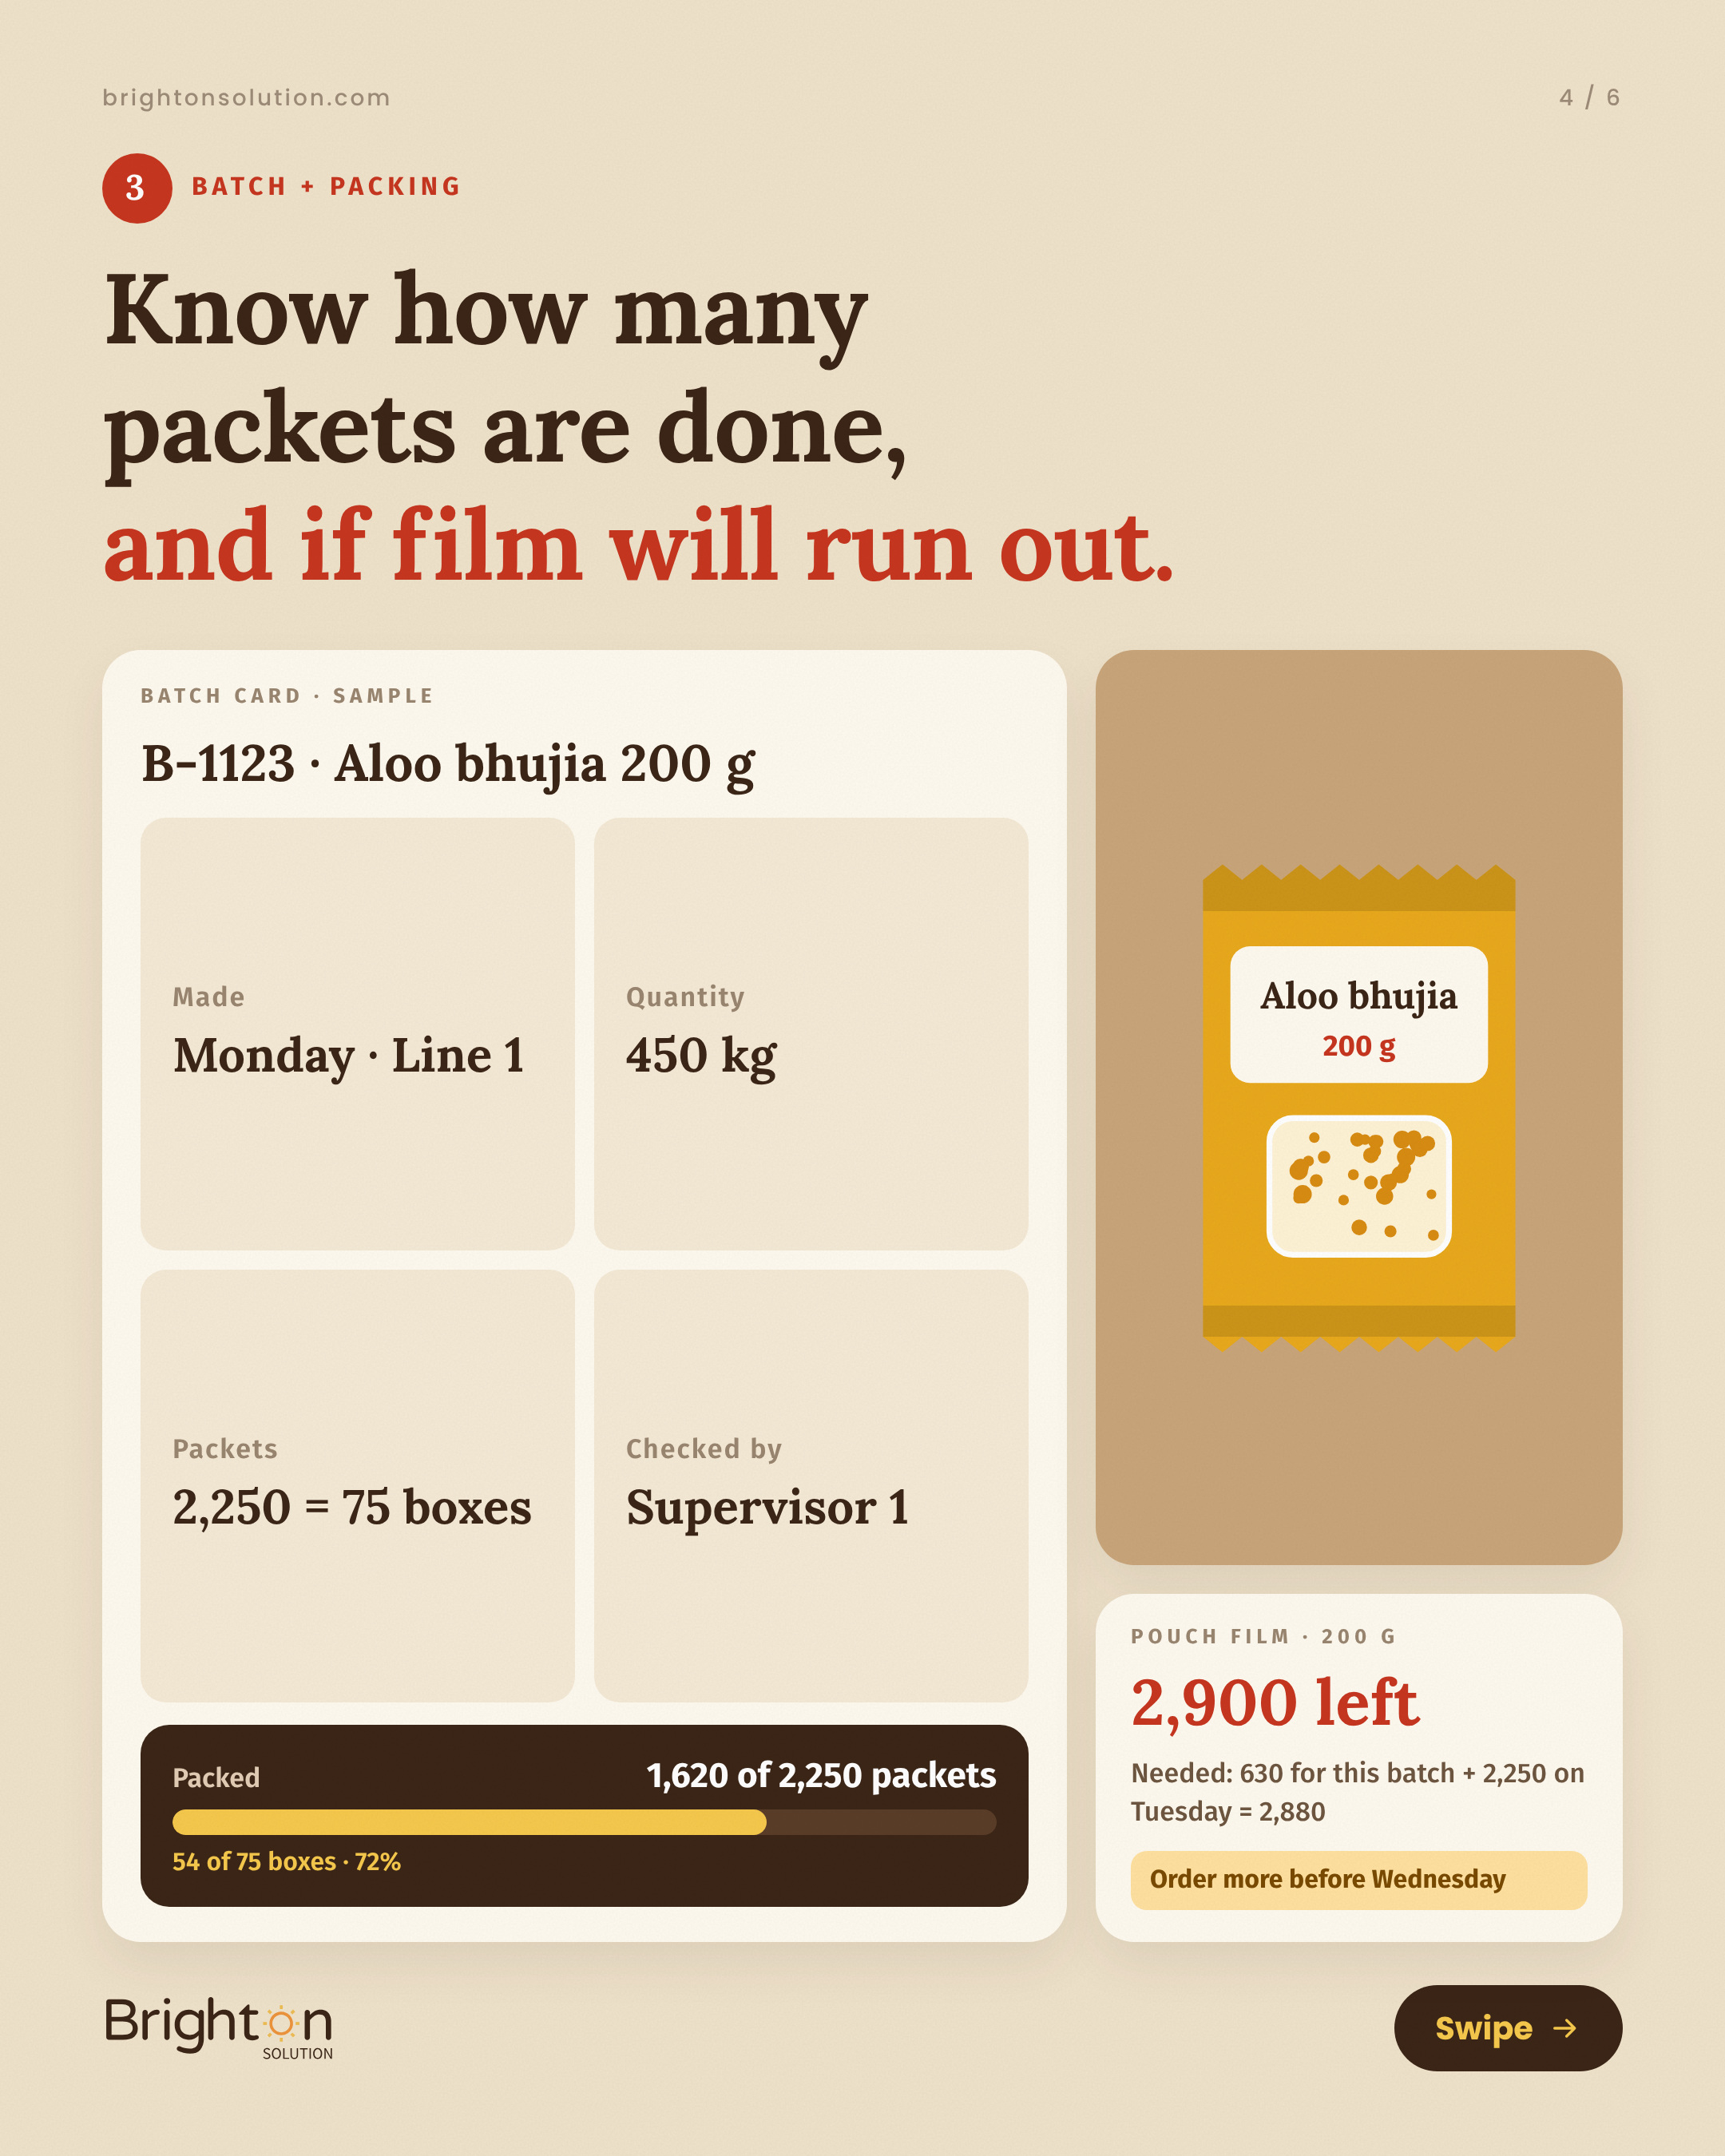 brightonsolution.com
4 / 6
3
BATCH + PACKING
Know how many
packets are done,
and if film will run out.
BATCH CARD · SAMPLE
B-1123 · Aloo bhujia 200 g
Made
Monday · Line 1
Quantity
450 kg
Packets
2,250 = 75 boxes
Checked by
Supervisor 1
Packed
1,620 of 2,250 packets
54 of 75 boxes · 72%
Aloo bhujia
200 g
POUCH FILM · 200 G
2,900 left
Needed: 630 for this batch + 2,250 on
Tuesday = 2,880
Order more before Wednesday
Brighton
SOLUTION
Swipe →